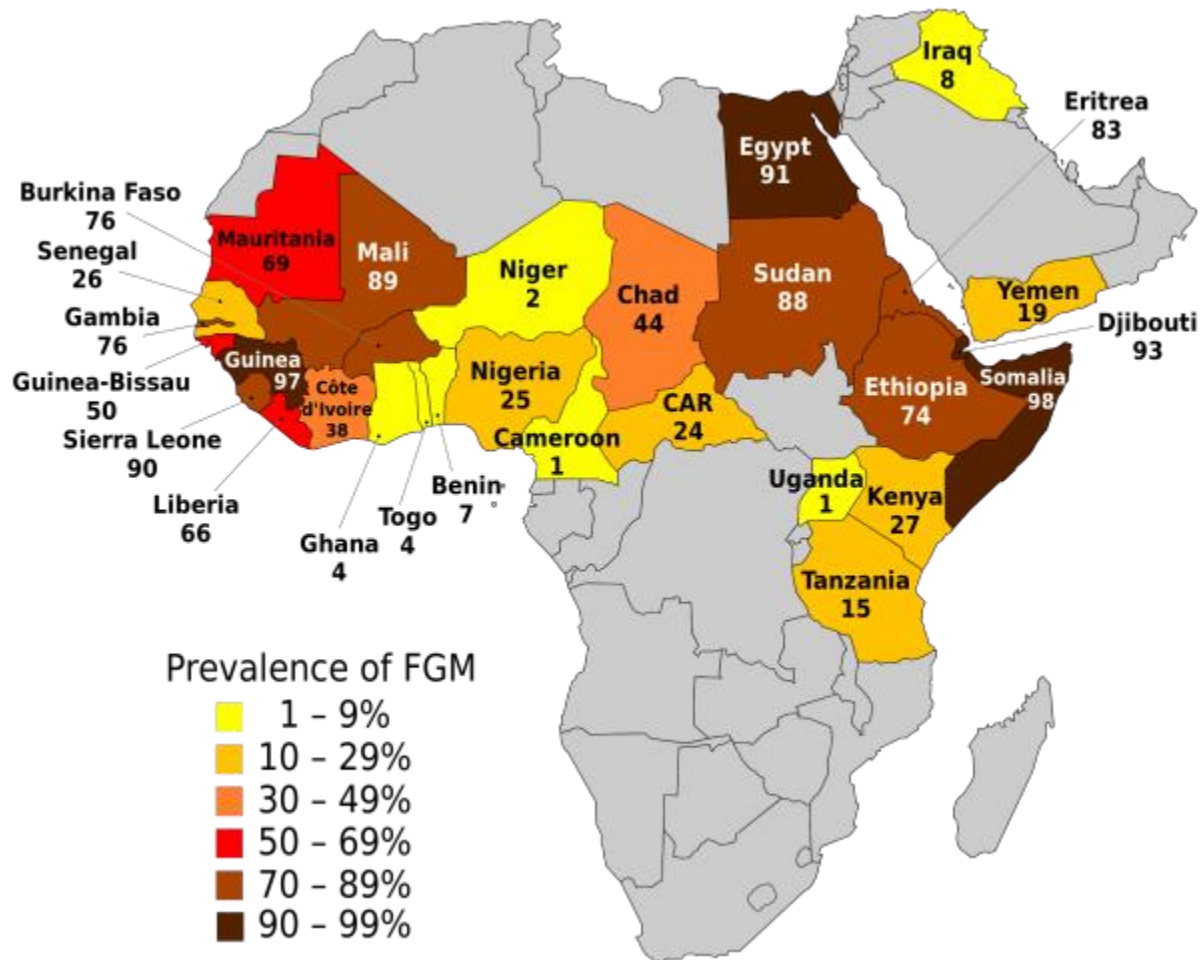 Iraq
8
Eritrea
83
Egypt
91
Burkina Faso
76
Senegal
26
Mauritania
69
Mali
89
Niger
2
Chad
44
Sudan
88
Yemen
19
Gambia
76
Djibouti
93
Guinea-Bissau
50
Guinea
97
Côte
d'Ivoire
38
Nigeria
25
CAR
24
Ethiopia
74
Somalia
98
Sierra Leone
90
Cameroon
1
Liberia
66
Ghana
4
Togo
4
Benin
7
Uganda
1
Kenya
27
Tanzania
15
Prevalence of FGM
1 – 9%
10 – 29%
30 – 49%
50 – 69%
70 – 89%
90 – 99%